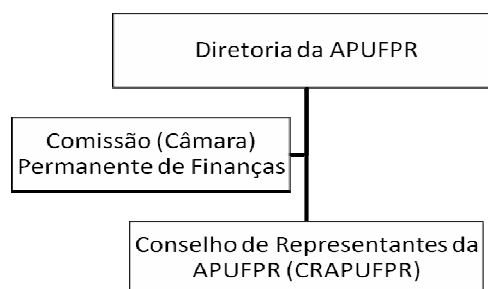 Diretoria da APUFPR
Comissão (Câmara)
Permanente de Finanças
Conselho de Representantes da
APUFPR (CRAPUFPR)